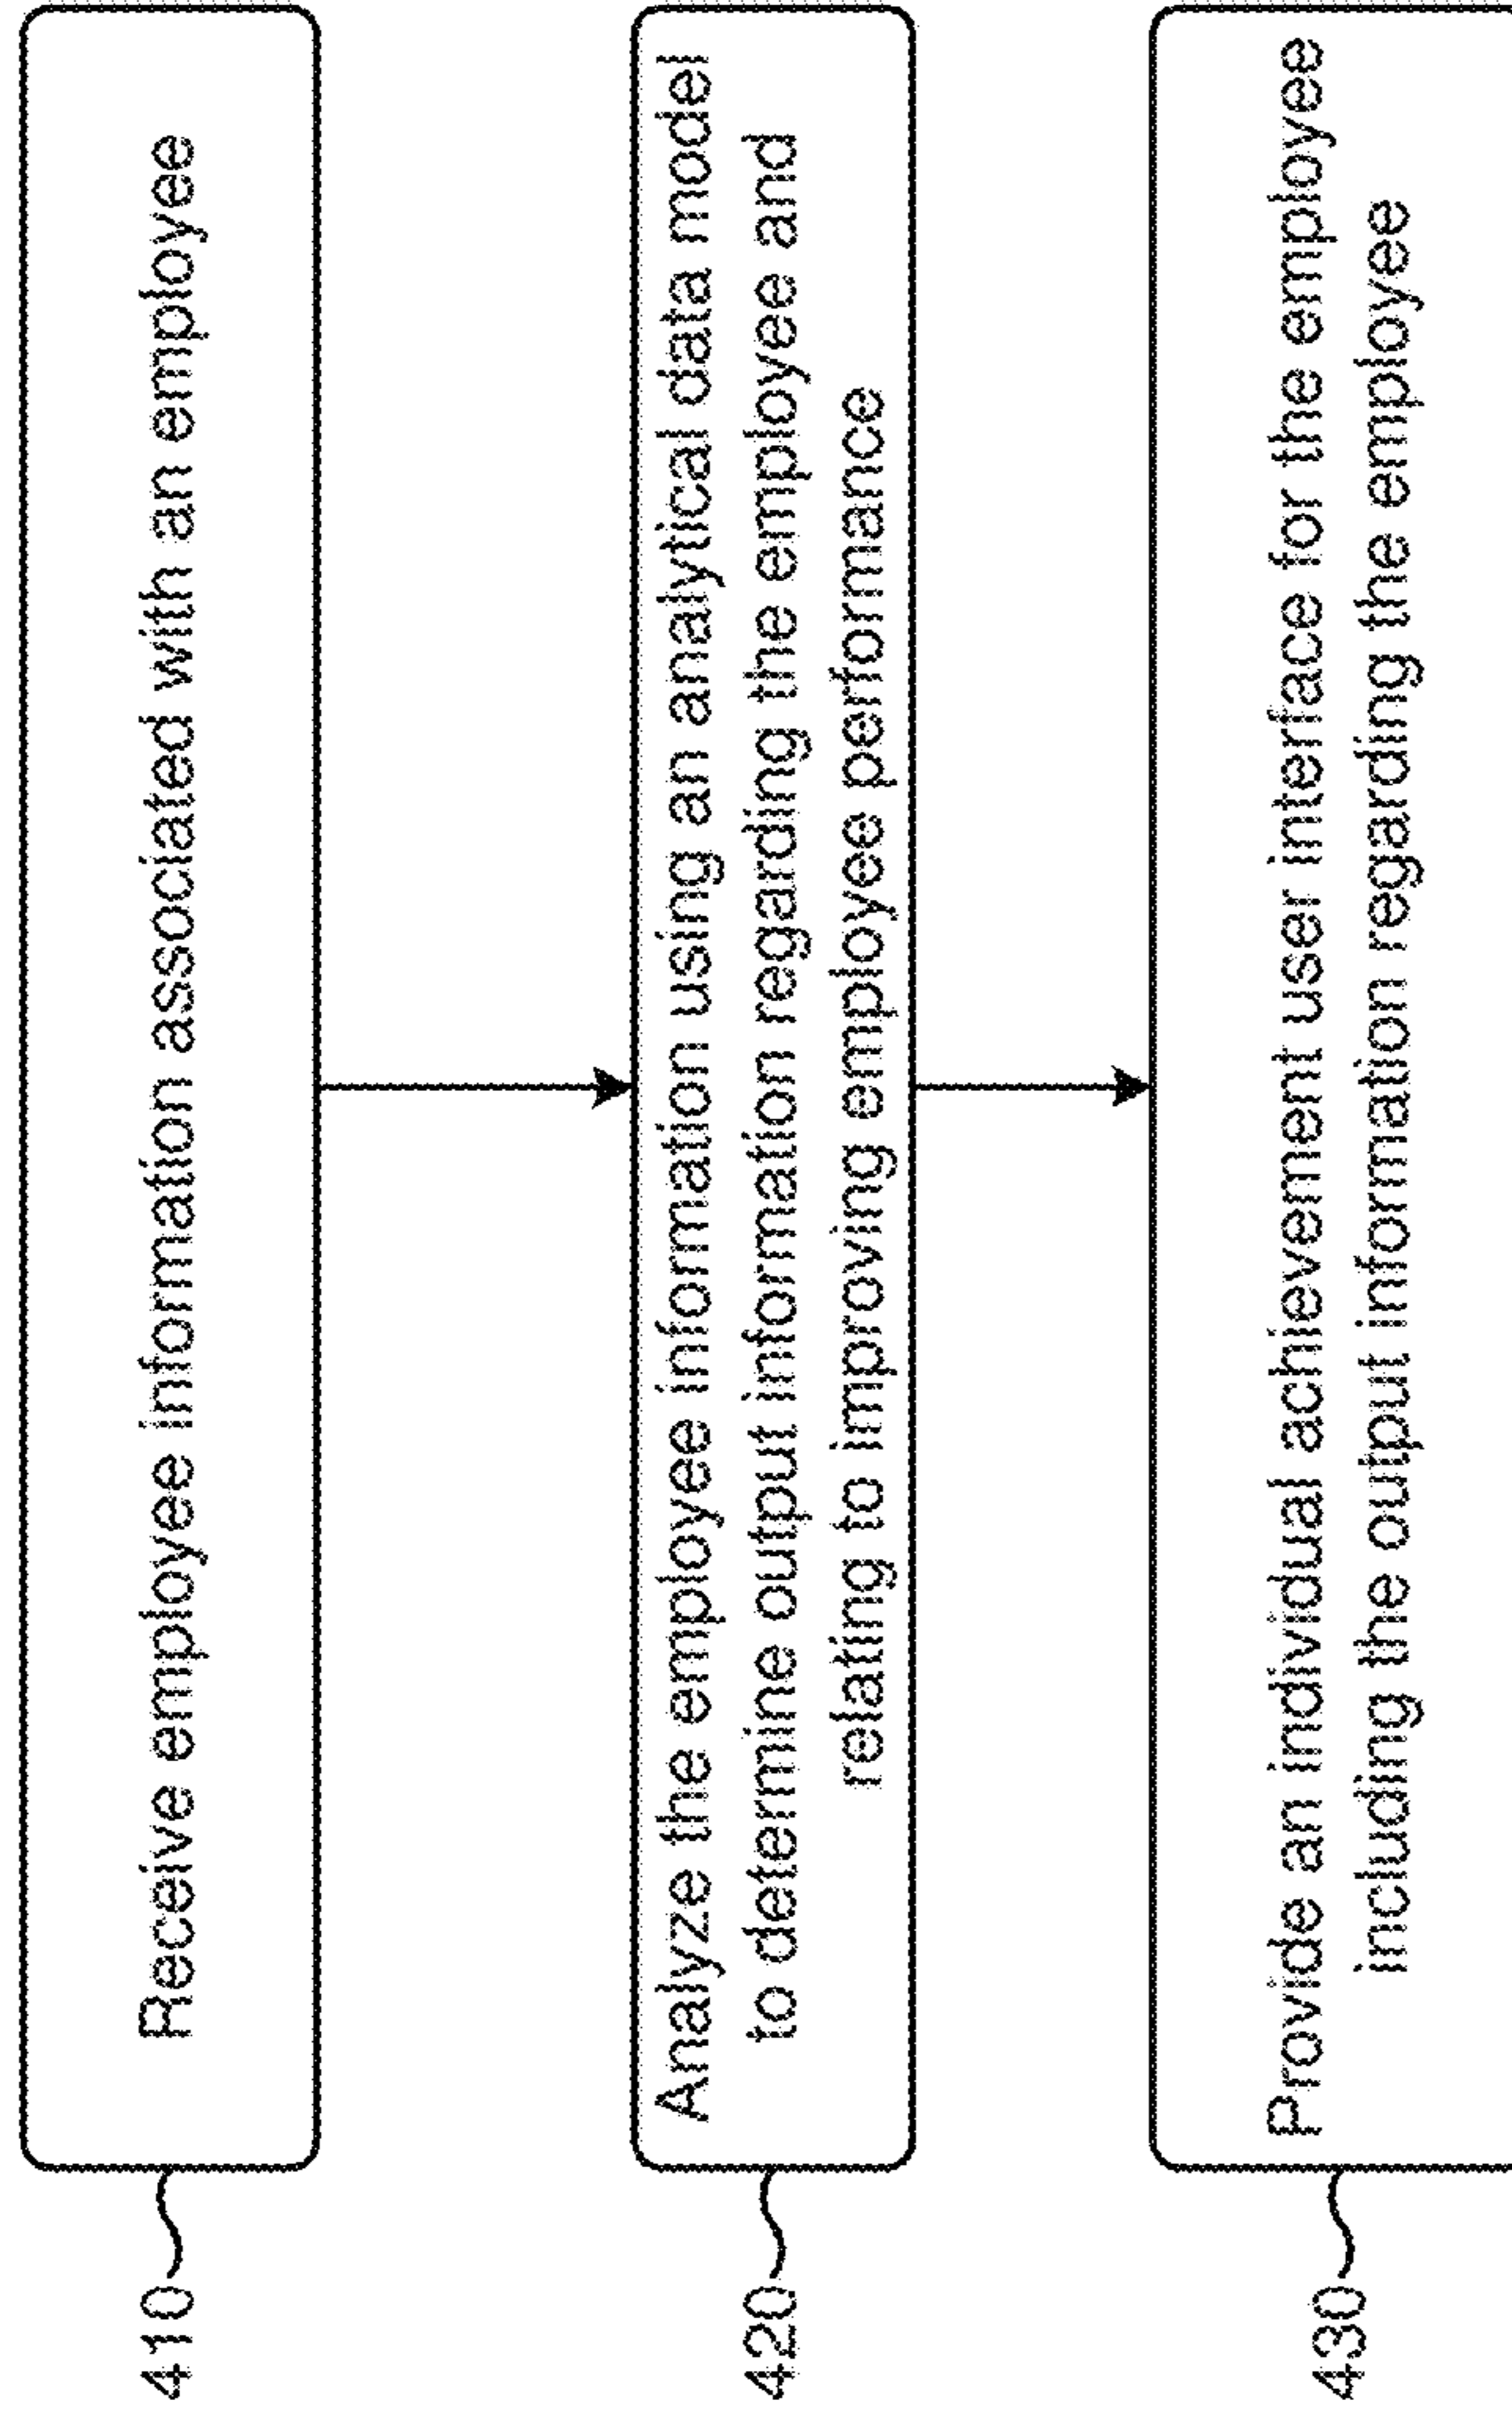 410
Receive employee information associated with an employee
420
Analyze the employee information using an analytical data model
to determine output information regarding the employee and
relating to improving employee performance
430
Provide an individual achievement user interface for the employee
including the output information regarding the employee